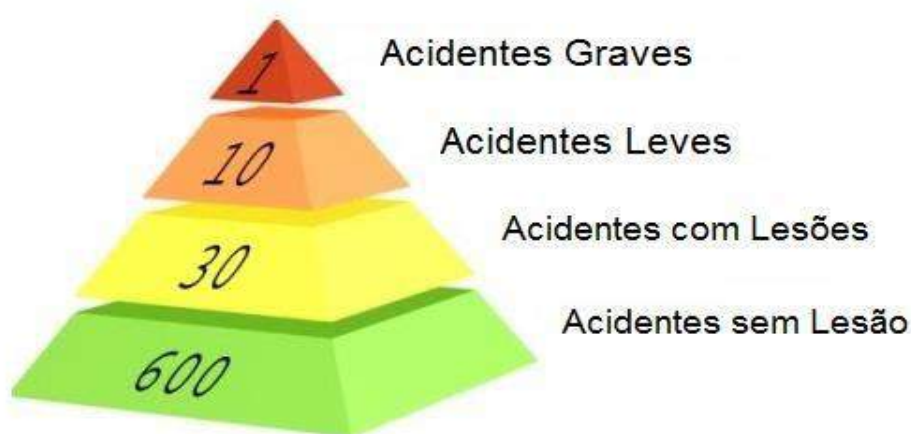 1
Acidentes Graves
10
Acidentes Leves
30
Acidentes com Lesões
600
Acidentes sem Lesão